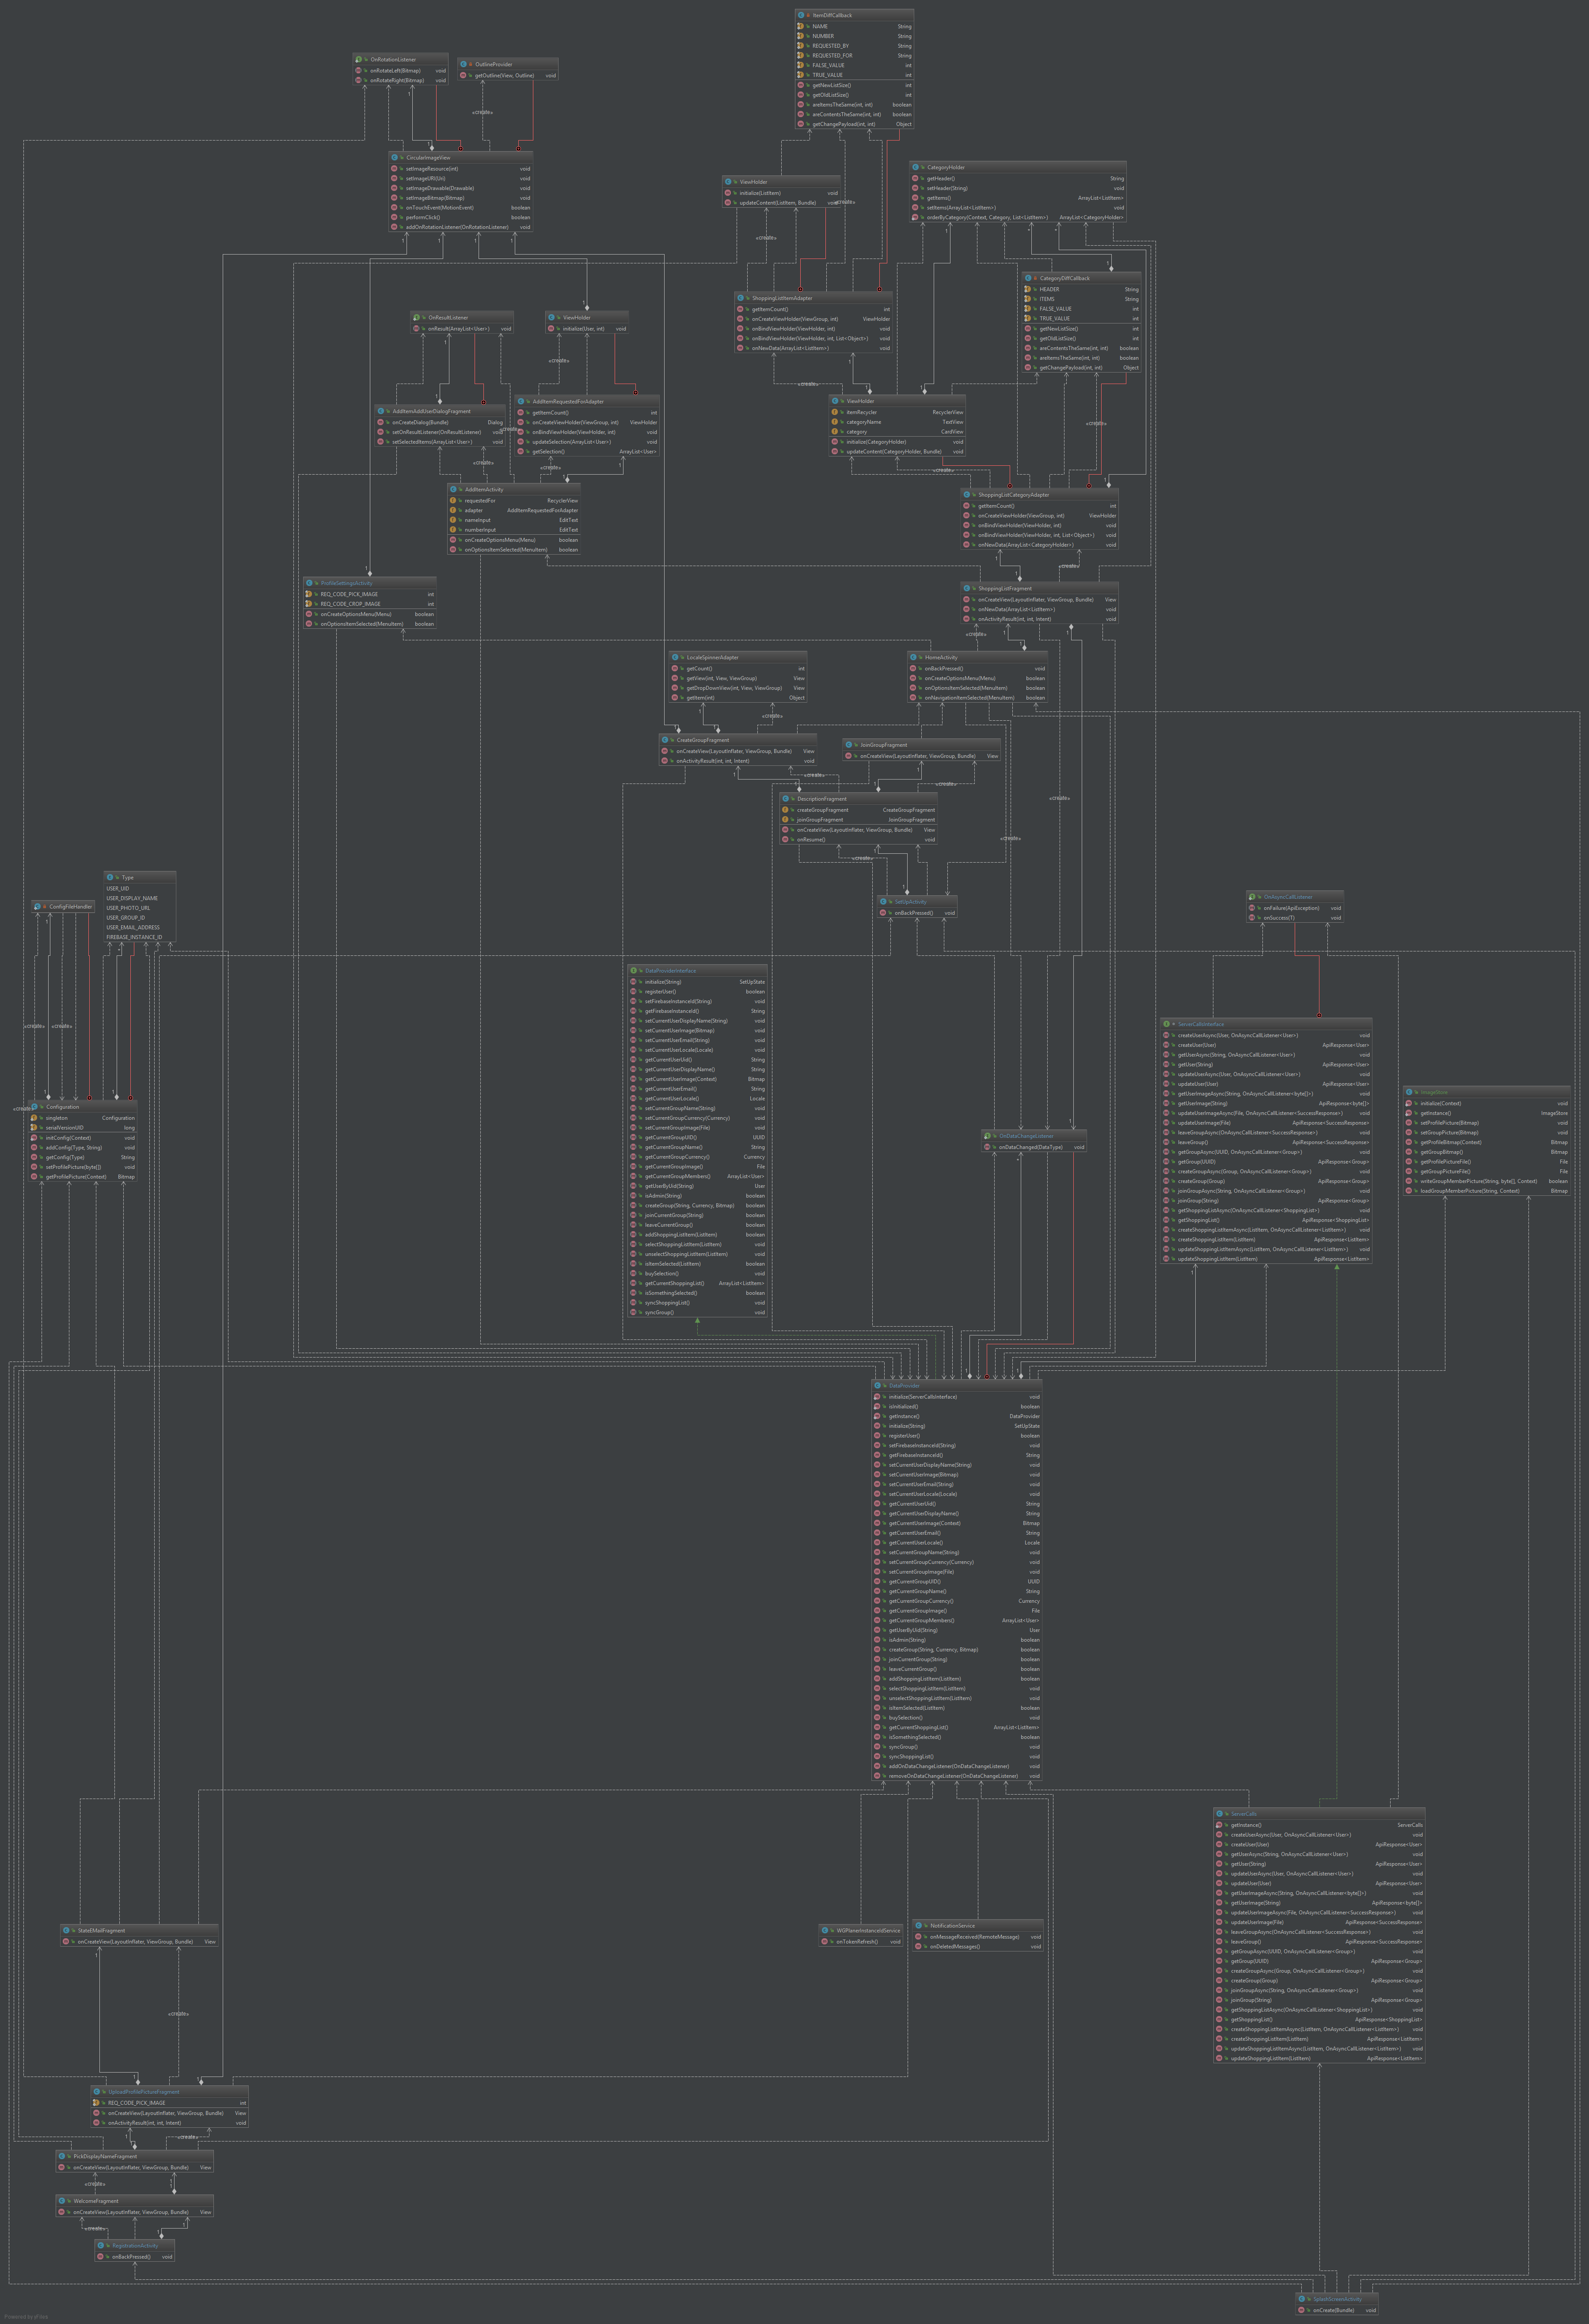 ItemDiffCallback
NAME String
NUMBER String
REQUESTED_BY String
REQUESTED_FOR String
FALSE_VALUE int
TRUE_VALUE int
getNewListSize() int
getOldListSize() int
areItemsTheSame(int, int) boolean
areContentsTheSame(int, int) boolean
getChangePayload(int, int) Object
OnRotationListener
onRotateLeft(Bitmap) void
onRotateRight(Bitmap) void
OutlineProvider
getOutline(View, Outline) void
«create»
CircularImageView
setImageResource(int) void
setImageURI(Uri) void
setImageDrawable(Drawable) void
setImageBitmap(Bitmap) void
onTouchEvent(MotionEvent) boolean
performClick() boolean
addOnRotationListener(OnRotationListener) void
ViewHolder
initialize(ListItem) void
updateContent(ListItem, Bundle) void
«create»
«create»
CategoryHolder
getHeader() String
setHeader(String) void
getItems() ArrayList<ListItem>
setItems(ArrayList<ListItem>) void
orderByCategory(Context, Category, List<ListItem>) ArrayList<CategoryHolder>
CategoryDiffCallback
HEADER String
ITEMS String
FALSE_VALUE int
TRUE_VALUE int
getNewListSize() int
getOldListSize() int
areContentsTheSame(int, int) boolean
areItemsTheSame(int, int) boolean
getChangePayload(int, int) Object
ShoppingListItemAdapter
getItemCount() int
onCreateViewHolder(ViewGroup, int) ViewHolder
onBindViewHolder(ViewHolder, int) void
onBindViewHolder(ViewHolder, int, List<Object>) void
onNewData(ArrayList<ListItem>) void
OnResultListener
onResult(ArrayList<User>) void
ViewHolder
initialise(User, int) void
«create»
«create»
«create»
AddItemAddUserDialogFragment
onCreateDialog(Bundle) Dialog
setOnResultListener(OnResultListener) void
setSelectedItems(ArrayList<User>) void
AddItemRequestedForAdapter
getItemCount() int
onCreateViewHolder(ViewGroup, int) ViewHolder
onBindViewHolder(ViewHolder, int) void
updateSelection(ArrayList<User>) void
getSelection() ArrayList<User>
ViewHolder
itemRecycler RecyclerView
categoryName TextView
category CardView
initialize(CategoryHolder) void
updateContent(CategoryHolder, Bundle) void
«create»
«create»
«create»
«create»
«create»
AddItemActivity
requestedFor RecyclerView
adapter AddItemRequestedForAdapter
nameInput EditText
numberInput EditText
onCreateOptionsMenu(Menu) boolean
onOptionsItemSelected(MenuItem) boolean
ShoppingListCategoryAdapter
getItemCount() int
onCreateViewHolder(ViewGroup, int) ViewHolder
onBindViewHolder(ViewHolder, int) void
onBindViewHolder(ViewHolder, int, List<Object>) void
onNewData(ArrayList<CategoryHolder>) void
«create»
ProfileSettingsActivity
REQ_CODE_PICK_IMAGE int
REQ_CODE_CROP_IMAGE int
onCreateOptionsMenu(Menu) boolean
onOptionsItemSelected(MenuItem) boolean
ShoppingListFragment
onCreateView(LayoutInflater, ViewGroup, Bundle) View
onNewData(ArrayList<ListItem>) void
onActivityResult(int, int, Intent) void
«create»
LocaleSpinnerAdapter
getCount() int
getView(int, View, ViewGroup) View
getDropDownView(int, View, ViewGroup) View
getItem(int) Object
HomeActivity
onBackPressed() void
onCreateOptionsMenu(Menu) boolean
onOptionsItemSelected(MenuItem) boolean
onNavigationItemSelected(MenuItem) boolean
«create»
CreateGroupFragment
onCreateView(LayoutInflater, ViewGroup, Bundle) View
onActivityResult(int, int, Intent) void
JoinGroupFragment
onCreateView(LayoutInflater, ViewGroup, Bundle) View
«create»
«create»
«create»
«create»
DescriptionFragment
createGroupFragment CreateGroupFragment
joinGroupFragment JoinGroupFragment
onCreateView(LayoutInflater, ViewGroup, Bundle) View
onResume() void
«create»
SetUpActivity
onBackPressed() void
Type
USER_UID
USER_DISPLAY_NAME
USER_PHOTO_URL
USER_GROUP_ID
USER_EMAIL_ADDRESS
FIREBASE_INSTANCE_ID
ConfigFileHandler
OnAsyncCallListener
onFailure(ApiException) void
onSuccess(T) void
«create»
«create»
«create»
Configuration
singleton Configuration
serialVersionUID long
initConfig(Context) void
addConfig(Type, String) void
getConfig(Type) String
setProfilePicture(byte[]) void
getProfilePicture(Context) Bitmap
DataProviderInterface
initialize(String) SetUpState
registerUser() boolean
setFirebaseInstanceId(String) void
getFirebaseInstanceId() String
setCurrentUserDisplayName(String) void
setCurrentUserImage(Bitmap) void
setCurrentUserEmail(String) void
setCurrentUserLocale(Locale) void
getCurrentUserUid() String
getCurrentUserDisplayName() String
getCurrentUserImage(Context) Bitmap
getCurrentUserEmail() String
getCurrentUserLocale() Locale
setCurrentGroupName(String) void
setCurrentGroupCurrency(Currency) void
setCurrentGroupImage(File) void
getCurrentGroupUID() UUID
getCurrentGroupName() String
getCurrentGroupCurrency() Currency
getCurrentGroupImage() File
getCurrentGroupMembers() ArrayList<User>
getUserByUid(String) User
isAdmin(String) boolean
createGroup(String, Currency, Bitmap) boolean
joinCurrentGroup(String) boolean
leaveCurrentGroup() boolean
addShoppingListItem(ListItem) boolean
selectShoppingListItem(ListItem) void
unselectShoppingListItem(ListItem) void
isItemSelected(ListItem) boolean
buySelection() void
getCurrentShoppingList() ArrayList<ListItem>
isSomethingSelected() boolean
syncShoppingList() void
syncGroup() void
ServerCallsInterface
createUserAsync(User, OnAsyncCallListener<User>) void
createUser(User) ApiResponse<User>
getUserAsync(String, OnAsyncCallListener<User>) void
getUser(String) ApiResponse<User>
updateUserAsync(User, OnAsyncCallListener<User>) void
updateUser(User) ApiResponse<User>
getUserImageAsync(String, OnAsyncCallListener<byte[]>) void
getUserImage(String) ApiResponse<byte[]>
updateUserImageAsync(File, OnAsyncCallListener<SuccessResponse>) void
updateUserImage(File) ApiResponse<SuccessResponse>
leaveGroupAsync(OnAsyncCallListener<SuccessResponse>) void
leaveGroup() ApiResponse<SuccessResponse>
getGroupAsync(UUID, OnAsyncCallListener<Group>) void
getGroup(UUID) ApiResponse<Group>
createGroupAsync(Group, OnAsyncCallListener<Group>) void
createGroup(Group) ApiResponse<Group>
joinGroupAsync(String, OnAsyncCallListener<Group>) void
joinGroup(String) ApiResponse<Group>
getShoppingListAsync(OnAsyncCallListener<ShoppingList>) void
getShoppingList() ApiResponse<ShoppingList>
createShoppingListItemAsync(ListItem, OnAsyncCallListener<ListItem>) void
createShoppingListItem(ListItem) ApiResponse<ListItem>
updateShoppingListItemAsync(ListItem, OnAsyncCallListener<ListItem>) void
updateShoppingListItem(ListItem) ApiResponse<ListItem>
ImageStore
initialize(Context) void
getInstance() ImageStore
setProfilePicture(Bitmap) void
setGroupPicture(Bitmap) void
getProfileBitmap(Context) Bitmap
getGroupBitmap() Bitmap
getProfilePictureFile() File
getGroupPictureFile() File
writeGroupMemberPicture(String, byte[], Context) boolean
loadGroupMemberPicture(String, Context) Bitmap
OnDataChangeListener
onDataChanged(DataType) void
DataProvider
initialize(ServerCallsInterface) void
isInitialized() boolean
getInstance() DataProvider
initialize(String) SetUpState
registerUser() boolean
setFirebaseInstanceId(String) void
getFirebaseInstanceId() String
setCurrentUserDisplayName(String) void
setCurrentUserImage(Bitmap) void
setCurrentUserEmail(String) void
setCurrentUserLocale(Locale) void
getCurrentUserUid() String
getCurrentUserDisplayName() String
getCurrentUserImage(Context) Bitmap
getCurrentUserEmail() String
getCurrentUserLocale() Locale
setCurrentGroupName(String) void
setCurrentGroupCurrency(Currency) void
setCurrentGroupImage(File) void
getCurrentGroupUID() UUID
getCurrentGroupName() String
getCurrentGroupCurrency() Currency
getCurrentGroupImage() File
getCurrentGroupMembers() ArrayList<User>
getUserByUid(String) User
isAdmin(String) boolean
createGroup(String, Currency, Bitmap) boolean
joinCurrentGroup(String) boolean
leaveCurrentGroup() boolean
addShoppingListItem(ListItem) boolean
selectShoppingListItem(ListItem) void
unselectShoppingListItem(ListItem) void
isItemSelected(ListItem) boolean
buySelection() void
getCurrentShoppingList() ArrayList<ListItem>
isSomethingSelected() boolean
syncGroup() void
syncShoppingList() void
addOnDataChangeListener(OnDataChangeListener) void
removeOnDataChangeListener(OnDataChangeListener) void
ServerCalls
getInstance() ServerCalls
createUserAsync(User, OnAsyncCallListener<User>) void
createUser(User) ApiResponse<User>
getUserAsync(String, OnAsyncCallListener<User>) void
getUser(String) ApiResponse<User>
updateUserAsync(User, OnAsyncCallListener<User>) void
updateUser(User) ApiResponse<User>
getUserImageAsync(String, OnAsyncCallListener<byte[]>) void
getUserImage(String) ApiResponse<byte[]>
updateUserImageAsync(File, OnAsyncCallListener<SuccessResponse>) void
updateUserImage(File) ApiResponse<SuccessResponse>
leaveGroupAsync(OnAsyncCallListener<SuccessResponse>) void
leaveGroup() ApiResponse<SuccessResponse>
getGroupAsync(UUID, OnAsyncCallListener<Group>) void
getGroup(UUID) ApiResponse<Group>
createGroupAsync(Group, OnAsyncCallListener<Group>) void
createGroup(Group) ApiResponse<Group>
joinGroupAsync(String, OnAsyncCallListener<Group>) void
joinGroup(String) ApiResponse<Group>
getShoppingListAsync(OnAsyncCallListener<ShoppingList>) void
getShoppingList() ApiResponse<ShoppingList>
createShoppingListItemAsync(ListItem, OnAsyncCallListener<ListItem>) void
createShoppingListItem(ListItem) ApiResponse<ListItem>
updateShoppingListItemAsync(ListItem, OnAsyncCallListener<ListItem>) void
updateShoppingListItem(ListItem) ApiResponse<ListItem>
StateEMailFragment
onCreateView(LayoutInflater, ViewGroup, Bundle) View
WGPlanerInstanceIdService
onTokenRefresh() void
NotificationService
onMessageReceived(RemoteMessage) void
onDeletedMessages() void
«create»
UploadProfilePictureFragment
REQ_CODE_PICK_IMAGE int
onCreateView(LayoutInflater, ViewGroup, Bundle) View
onActivityResult(int, int, Intent) void
«create»
PickDisplayNameFragment
onCreateView(LayoutInflater, ViewGroup, Bundle) View
«create»
WelcomeFragment
onCreateView(LayoutInflater, ViewGroup, Bundle) View
«create»
RegistrationActivity
onBackPressed() void
SplashScreenActivity
onCreate(Bundle) void
Powered by yFiles